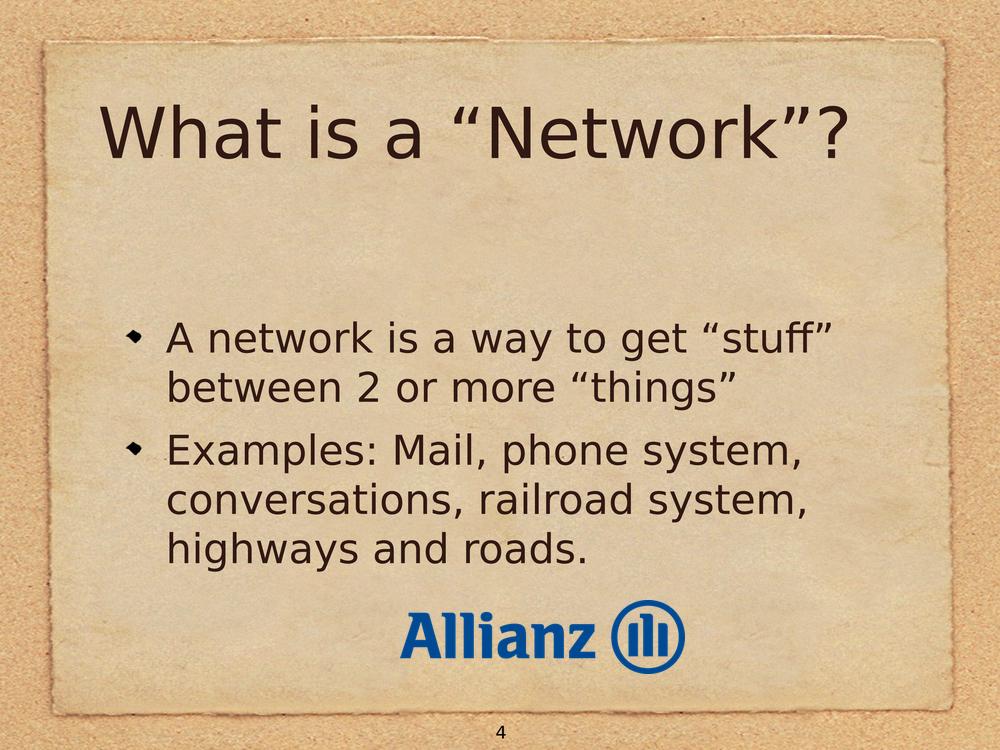 What is a “Network”?
A network is a way to get “stuff”
between 2 or more “things”
Examples: Mail, phone system,
conversations, railroad system,
highways and roads.
Allianz
4